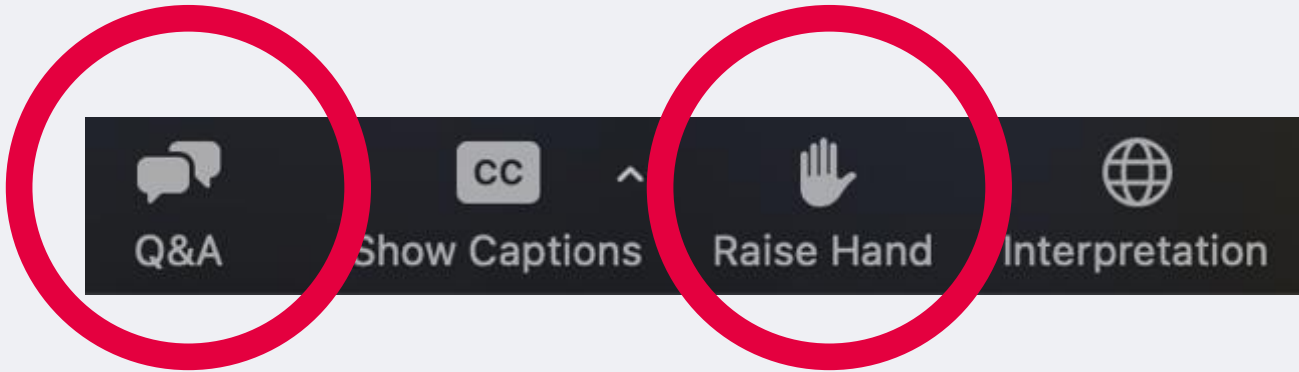 CC
Q&A
Show Captions
Raise Hand
Interpretation